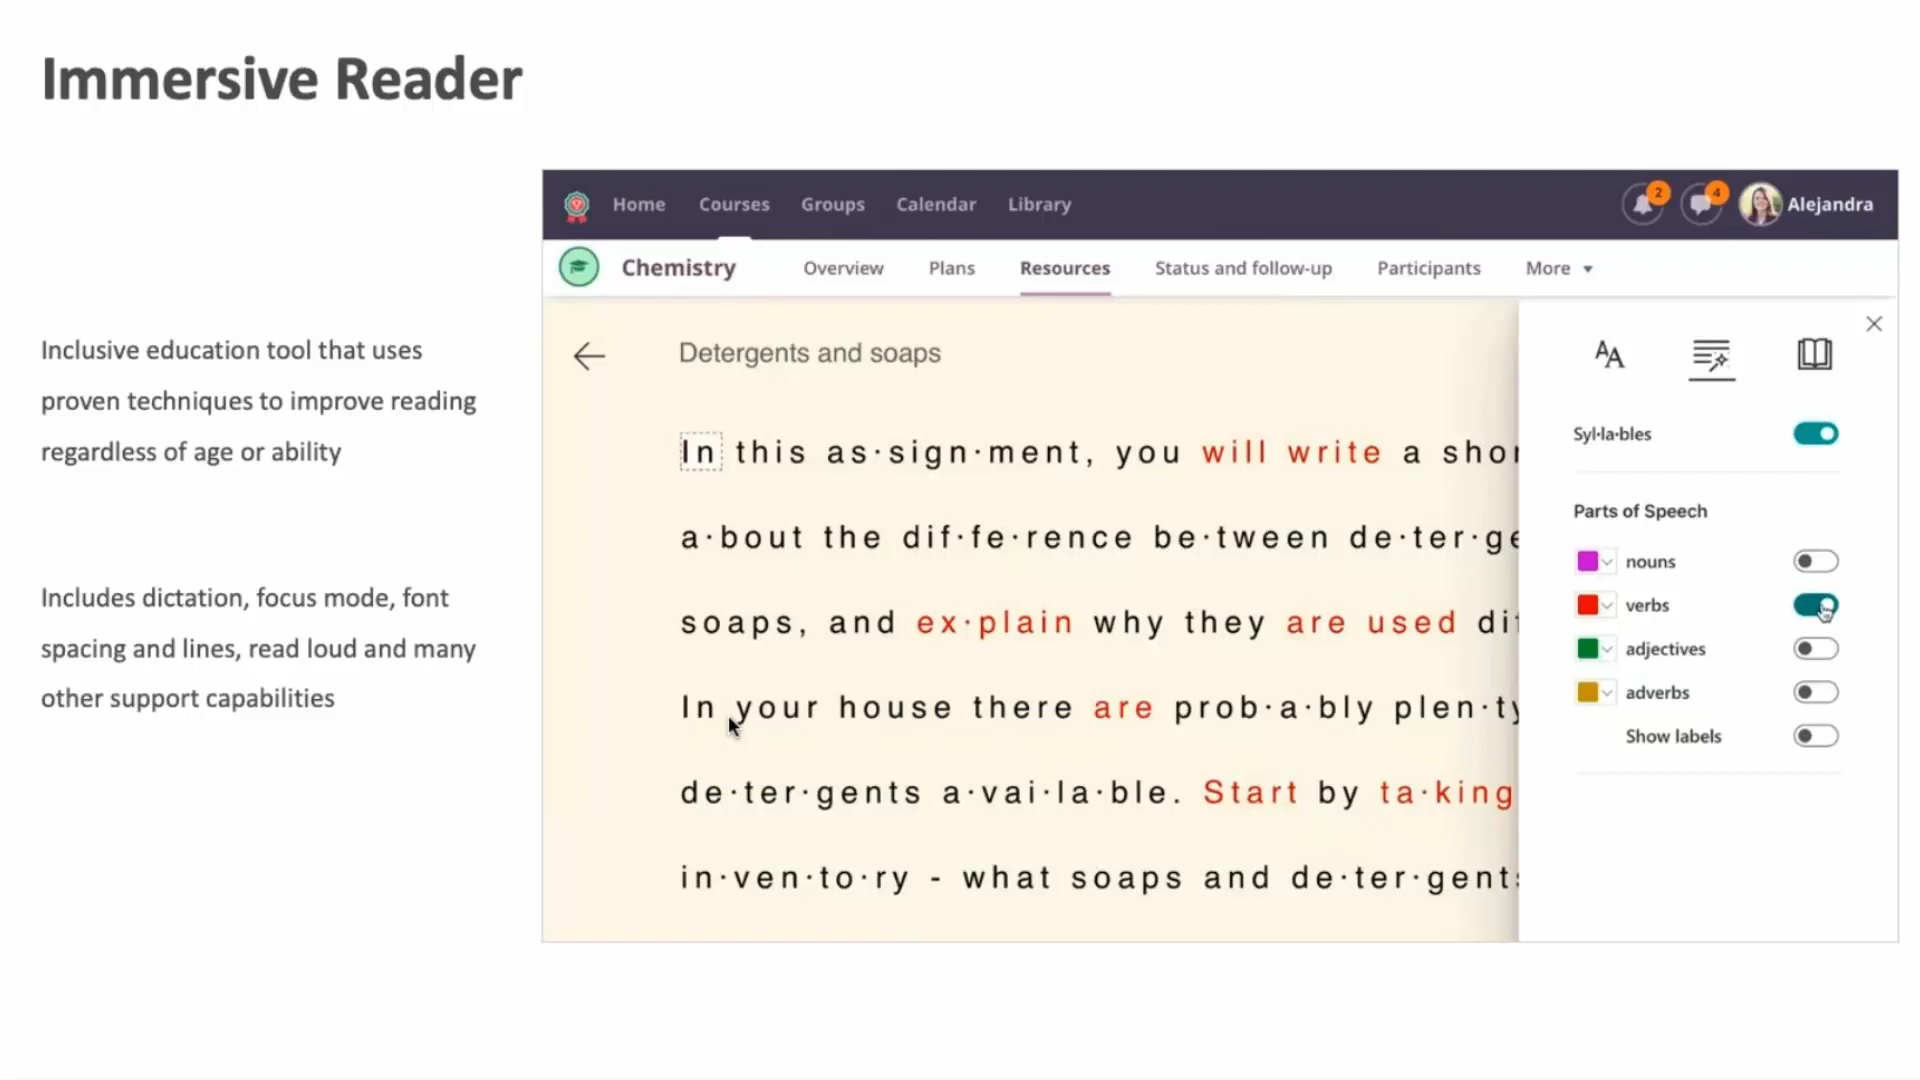 Immersive Reader
Inclusive education tool that uses
proven techniques to improve reading
regardless of age or ability
Includes dictation, focus mode, font
spacing and lines, read loud and many
other support capabilities
Home Courses Groups Calendar Library 2 4 Alejandra
Chemistry Overview Plans Resources Status and follow-up Participants More
Detergents and soaps
In this as·sign·ment, you will write a shor
a·bout the dif·fe·rence be·tween de·ter·ge
soaps, and ex·plain why they are used dif
In your house there are prob·a·bly plen·ty
de·ter·gents a·vai·la·ble. Start by ta·king
in·ven·to·ry - what soaps and de·ter·gents
AA
Syl·la·bles
Parts of Speech
nouns
verbs
adjectives
adverbs
Show labels